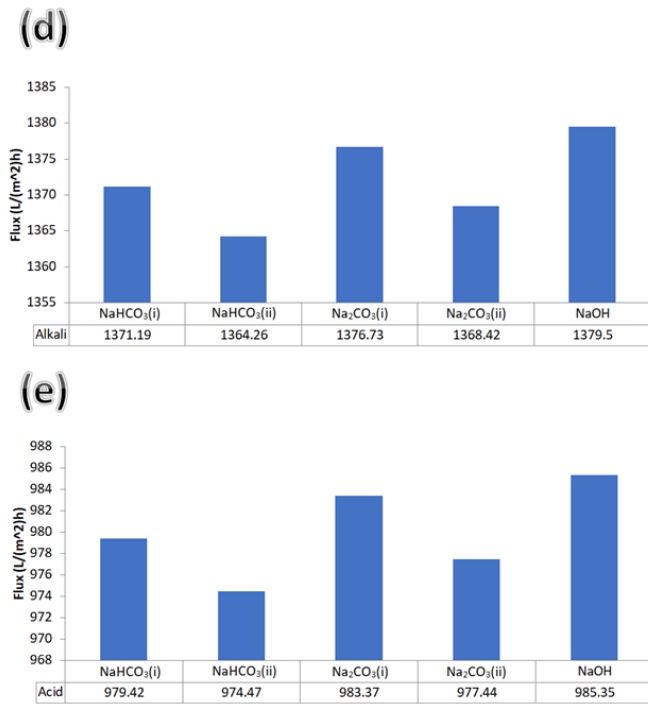 (d)
1385
1380
1375
1370
1365
1360
1355
Flux (L/(m^2)h)
NaHCO₃(i) NaHCO₃(ii) Na₂CO₃(i) Na₂CO₃(ii) NaOH
Alkali 1371.19 1364.26 1376.73 1368.42 1379.5
(e)
988
986
984
982
980
978
976
974
972
970
968
Flux (L/(m^2)h)
NaHCO₃(i) NaHCO₃(ii) Na₂CO₃(i) Na₂CO₃(ii) NaOH
Acid 979.42 974.47 983.37 977.44 985.35